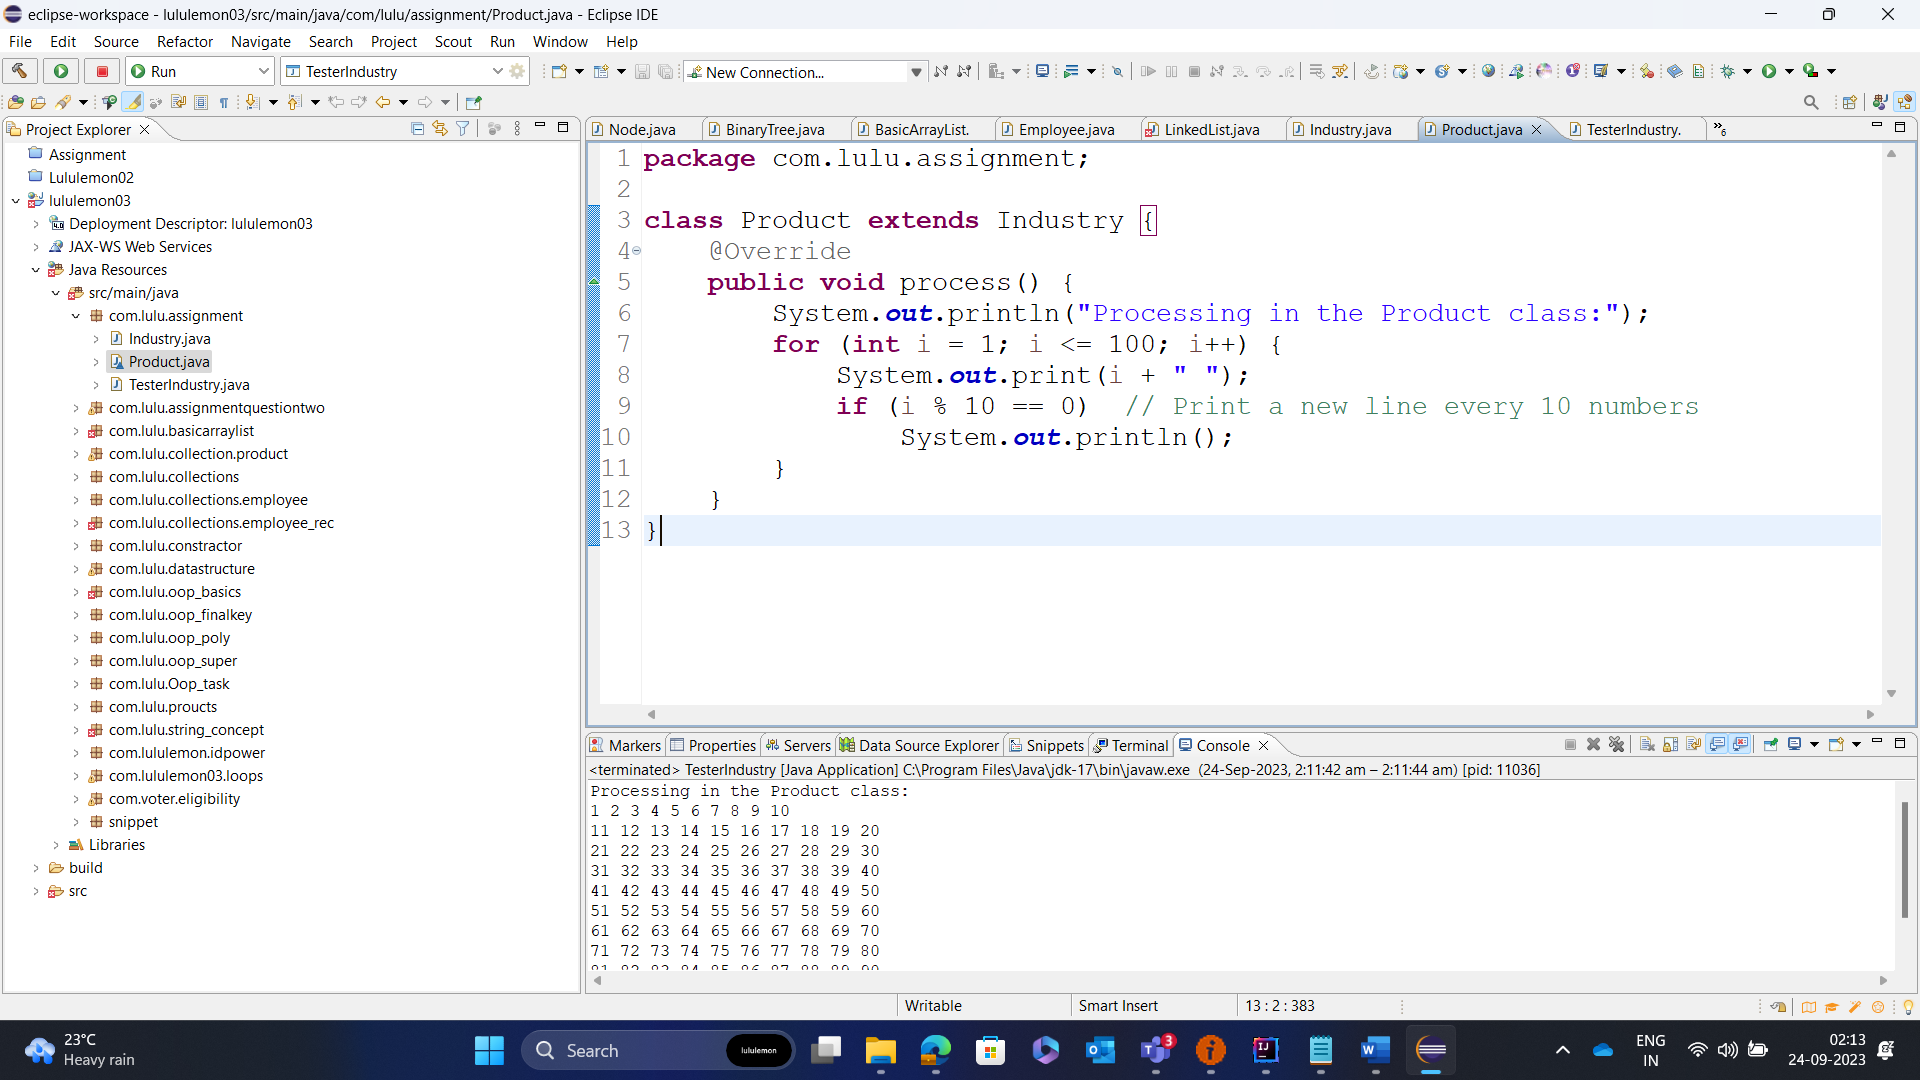 eclipse-workspace - lululemon03/src/main/java/com/lulu/assignment/Product.java - Eclipse IDE
File Edit Source Refactor Navigate Search Project Scout Run Window Help
Run TesterIndustry New Connection...
Project Explorer
Assignment
Lululemon02
lululemon03
Deployment Descriptor: lululemon03
JAX-WS Web Services
Java Resources
src/main/java
com.lulu.assignment
Industry.java
Product.java
TesterIndustry.java
com.lulu.assignmentquestiontwo
com.lulu.basicarraylist
com.lulu.collection.product
com.lulu.collections
com.lulu.collections.employee
com.lulu.collections.employee_rec
com.lulu.constractor
com.lulu.datastructure
com.lulu.oop_basics
com.lulu.oop_finalkey
com.lulu.oop_poly
com.lulu.oop_super
com.lulu.Oop_task
com.lulu.proucts
com.lulu.string_concept
com.lululemon.idpower
com.lululemon03.loops
com.voter.eligibility
snippet
Libraries
build
src
Node.java BinaryTree.java BasicArrayList. Employee.java LinkedList.java Industry.java Product.java TesterIndustry. »6
1 package com.lulu.assignment;
2
3 class Product extends Industry {
4 @Override
5 public void process() {
6 System.out.println("Processing in the Product class:");
7 for (int i = 1; i <= 100; i++) {
8 System.out.print(i + " ");
9 if (i % 10 == 0) // Print a new line every 10 numbers
10 System.out.println();
11 }
12 }
13 }
Markers Properties Servers Data Source Explorer Snippets Terminal Console
<terminated> TesterIndustry [Java Application] C:\Program Files\Java\jdk-17\bin\javaw.exe (24-Sep-2023, 2:11:42 am – 2:11:44 am) [pid: 11036]
Processing in the Product class:
1 2 3 4 5 6 7 8 9 10
11 12 13 14 15 16 17 18 19 20
21 22 23 24 25 26 27 28 29 30
31 32 33 34 35 36 37 38 39 40
41 42 43 44 45 46 47 48 49 50
51 52 53 54 55 56 57 58 59 60
61 62 63 64 65 66 67 68 69 70
71 72 73 74 75 76 77 78 79 80
81 82 83 84 85 86 87 88 89 90
Writable Smart Insert 13 : 2 : 383
23°C
Heavy rain
Search
lululemon
3
ENG
IN
02:13
24-09-2023